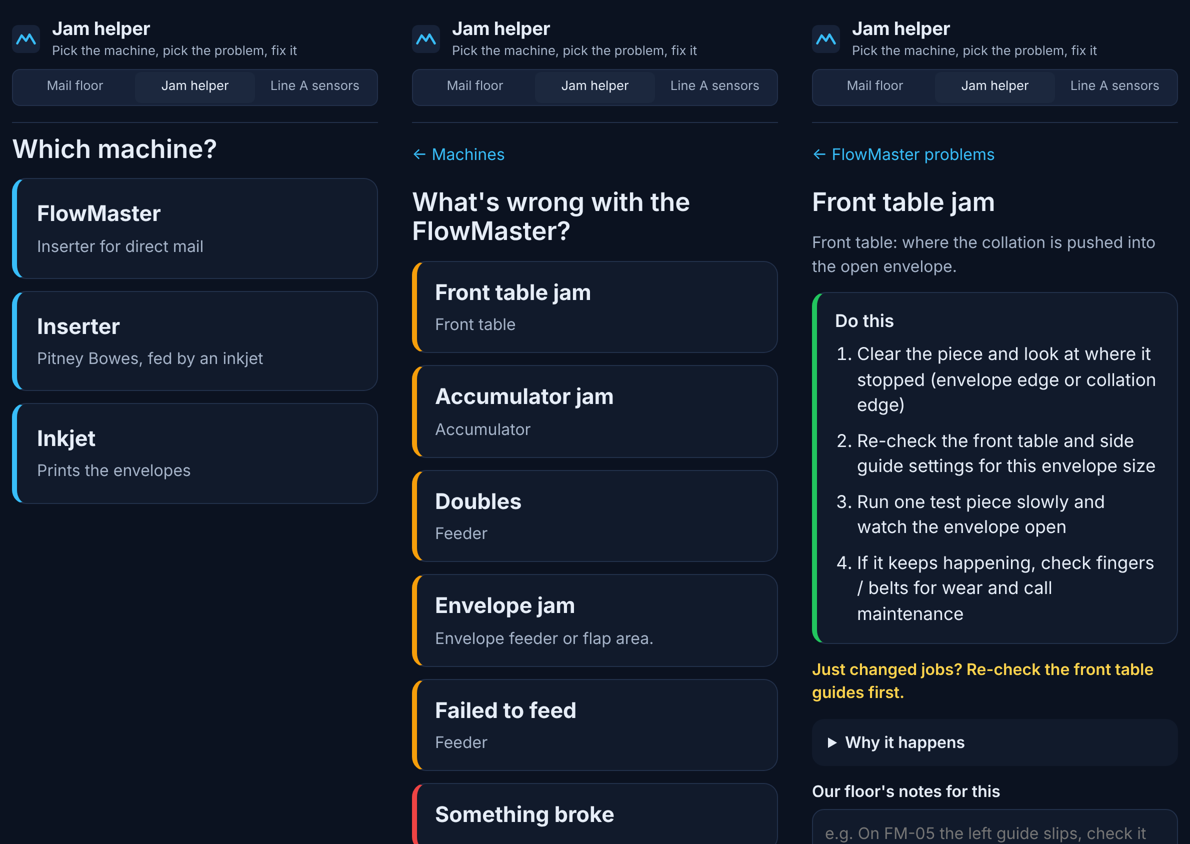 Jam helper
Pick the machine, pick the problem, fix it
Mail floor
Jam helper
Line A sensors
Which machine?
FlowMaster
Inserter for direct mail
Inserter
Pitney Bowes, fed by an inkjet
Inkjet
Prints the envelopes
Jam helper
Pick the machine, pick the problem, fix it
Mail floor
Jam helper
Line A sensors
← Machines
What's wrong with the
FlowMaster?
Front table jam
Front table
Accumulator jam
Accumulator
Doubles
Feeder
Envelope jam
Envelope feeder or flap area.
Failed to feed
Feeder
Something broke
Jam helper
Pick the machine, pick the problem, fix it
Mail floor
Jam helper
Line A sensors
← FlowMaster problems
Front table jam
Front table: where the collation is pushed into
the open envelope.
Do this
1. Clear the piece and look at where it
stopped (envelope edge or collation
edge)
2. Re-check the front table and side
guide settings for this envelope size
3. Run one test piece slowly and
watch the envelope open
4. If it keeps happening, check fingers
/ belts for wear and call
maintenance
Just changed jobs? Re-check the front table
guides first.
▶ Why it happens
Our floor's notes for this
e.g. On FM-05 the left guide slips, check it